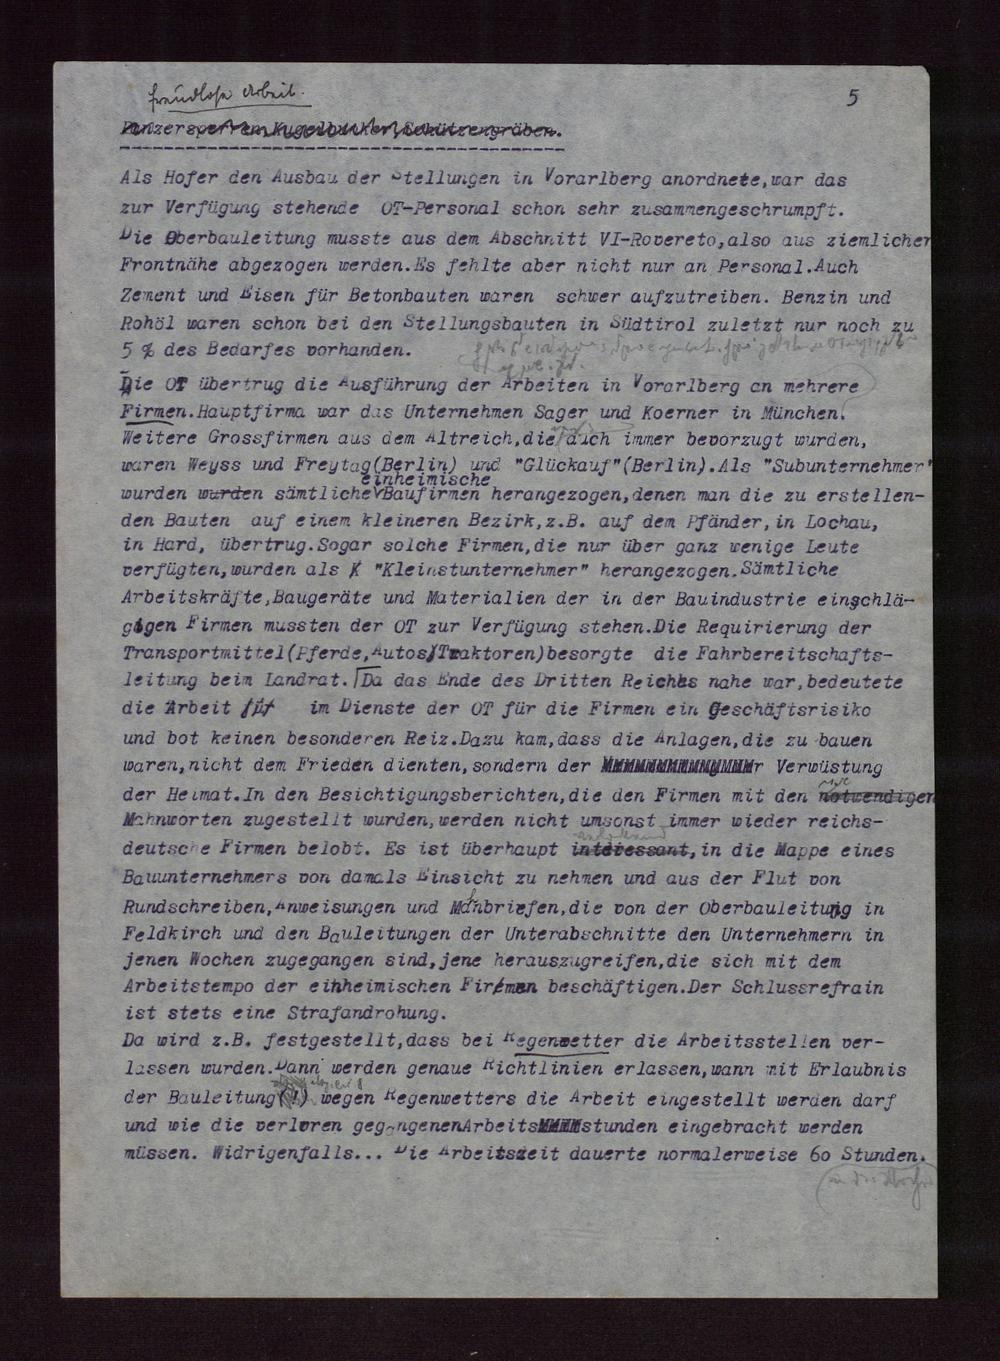 freudlose Arbeit.
5
Panzersperren, Kugelbunker, Schützengräben.
Als Hofer den Ausbau der Stellungen in Vorarlberg anordnete,war das
zur Verfügung stehende OT-Personal schon sehr zusammengeschrumpft.
Die Oberbauleitung musste aus dem Abschnitt VI-Rovereto,also aus ziemlicher
Frontnähe abgezogen werden.Es fehlte aber nicht nur an Personal.Auch
Zement und Eisen für Betonbauten waren schwer aufzutreiben. Benzin und
Rohöl waren schon bei den Stellungsbauten in Südtirol zuletzt nur noch zu
5 % des Bedarfes vorhanden.
Die OT übertrug die Ausführung der Arbeiten in Vorarlberg an mehrere
Firmen.Hauptfirma war das Unternehmen Sager und Koerner in München.
Weitere Grossfirmen aus dem Altreich,die auch immer bevorzugt wurden,
waren Weyss und Freytag(Berlin) und "Glückauf"(Berlin).Als "Subunternehmer"
einheimische
wurden wurden sämtliche Baufirmen herangezogen,denen man die zu erstellen-
den Bauten auf einem kleineren Bezirk,z.B. auf dem Pfänder,in Lochau,
in Hard, übertrug.Sogar solche Firmen,die nur über ganz wenige Leute
verfügten,wurden als "Kleinstunternehmer" herangezogen.Sämtliche
Arbeitskräfte,Baugeräte und Materialien der in der Bauindustrie einschlä-
gigen Firmen mussten der OT zur Verfügung stehen.Die Requirierung der
Transportmittel(Pferde,Autos,Traktoren)besorgte die Fahrbereitschafts-
leitung beim Landrat. Da das Ende des Dritten Reiches nahe war,bedeutete
die Arbeit im Dienste der OT für die Firmen ein Geschäftsrisiko
und bot keinen besonderen Reiz.Dazu kam,dass die Anlagen,die zu bauen
waren,nicht dem Frieden dienten,sondern der Verwüstung
der Heimat.In den Besichtigungsberichten,die den Firmen mit den notwendigen
Mahnworten zugestellt wurden,werden nicht umsonst immer wieder reichs-
deutsche Firmen belobt. Es ist überhaupt interessant,in die Mappe eines
Bauunternehmers von damals Einsicht zu nehmen und aus der Flut von
Rundschreiben,Anweisungen und Mahnbriefen,die von der Oberbauleitung in
Feldkirch und den Bauleitungen der Unterabschnitte den Unternehmern in
jenen Wochen zugegangen sind,jene herauszugreifen,die sich mit dem
Arbeitstempo der einheimischen Firmen beschäftigen.Der Schlussrefrain
ist stets eine Strafandrohung.
Da wird z.B. festgestellt,dass bei Regenwetter die Arbeitsstellen ver-
lassen wurden.Dann werden genaue Richtlinien erlassen,wann mit Erlaubnis
der Bauleitung(!) wegen Regenwetters die Arbeit eingestellt werden darf
und wie die verloren gegangenenArbeitsstunden eingebracht werden
müssen. Widrigenfalls... Die Arbeitszeit dauerte normalerweise 60 Stunden.
in der Woche